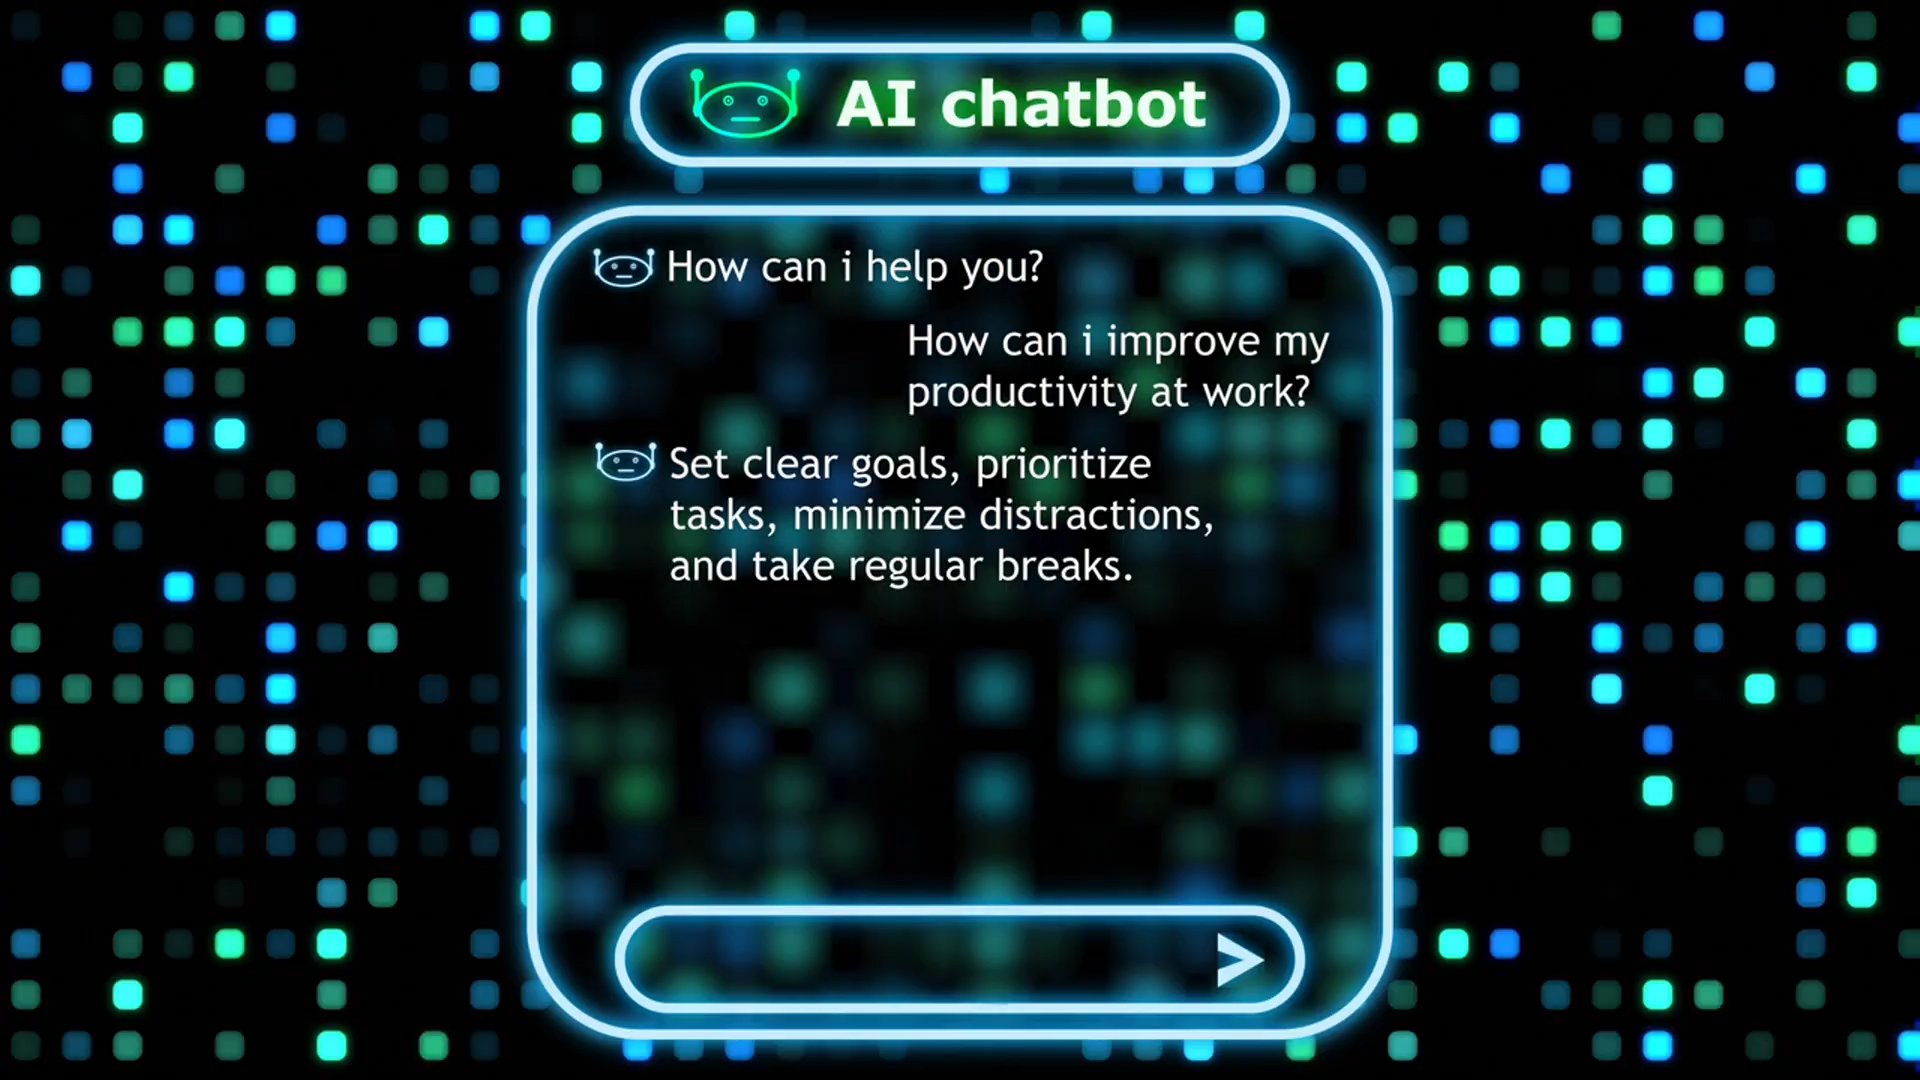 AI chatbot
How can i help you?
How can i improve my
productivity at work?
Set clear goals, prioritize
tasks, minimize distractions,
and take regular breaks.